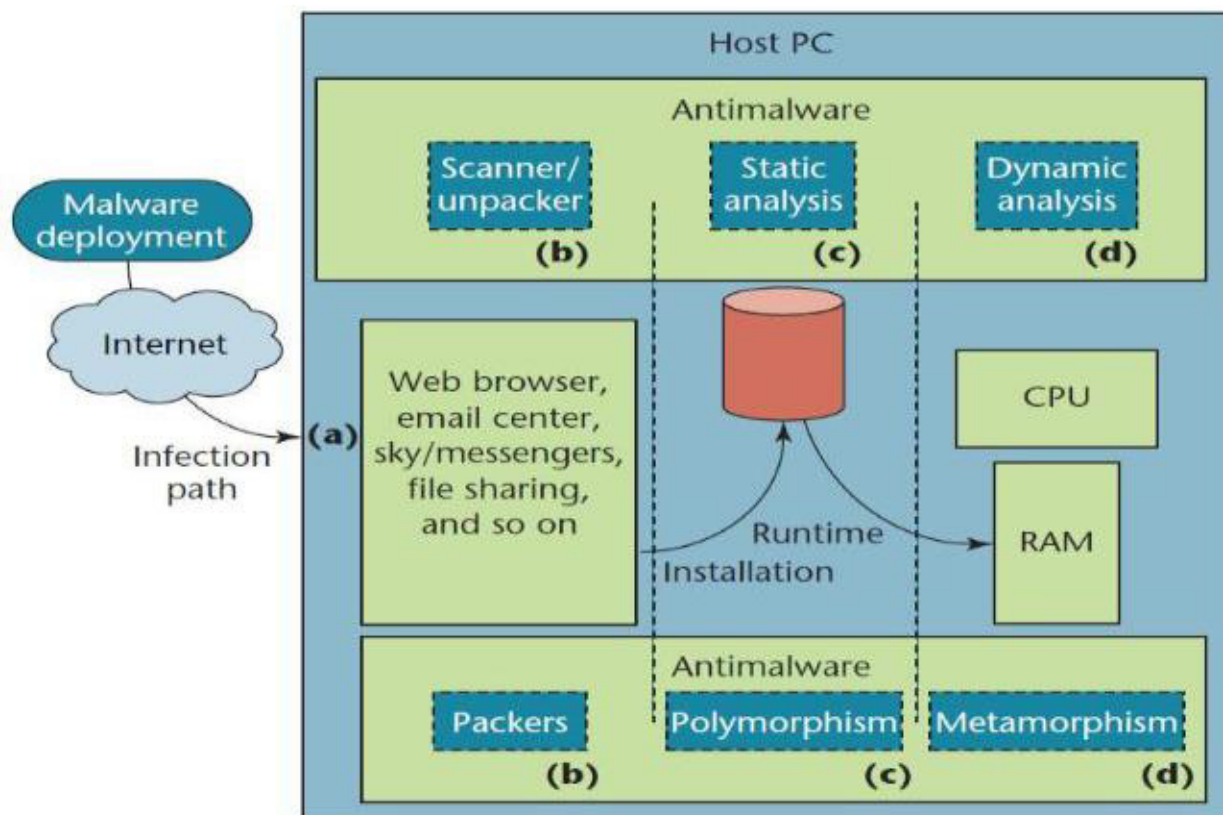 Host PC
Antimalware
Scanner/
unpacker
(b)
Static
analysis
(c)
Dynamic
analysis
(d)
Malware
deployment
Internet
Infection
path
(a)
Web browser,
email center,
sky/messengers,
file sharing,
and so on
Runtime
Installation
CPU
RAM
Antimalware
Packers
(b)
Polymorphism
(c)
Metamorphism
(d)